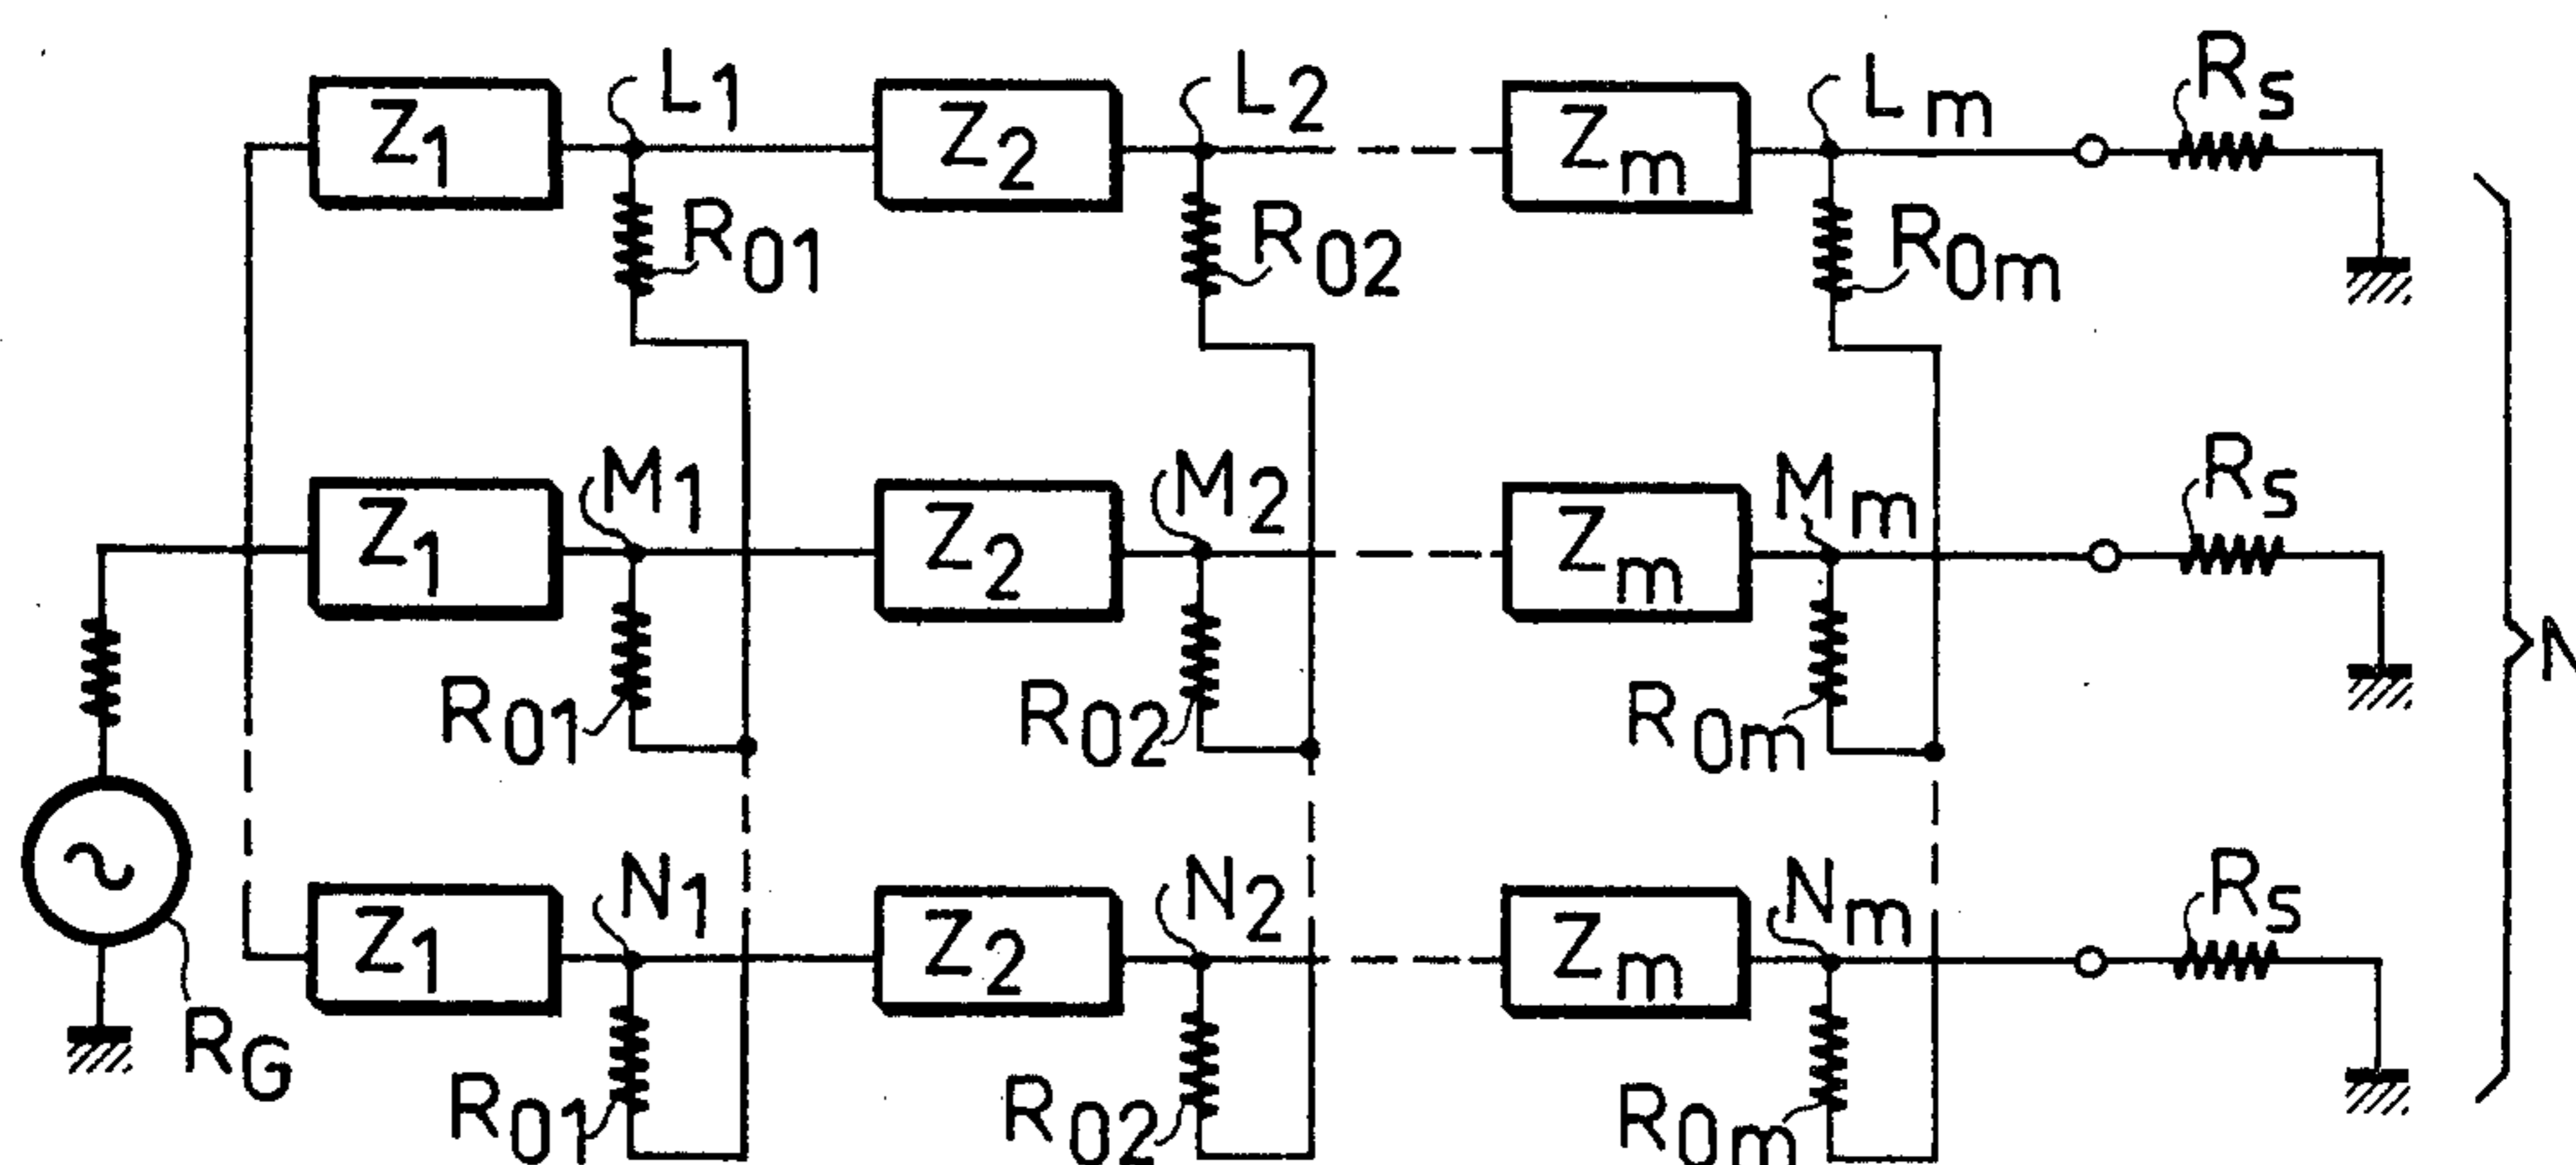 Z1 L1 Z2 L2 Zm Lm Rs
R01 R02 R0m
Z1 M1 Z2 M2 Zm Mm Rs
R01 R02 R0m N
Z1 N1 Z2 N2 Zm Nm Rs
RG R01 R02 R0m